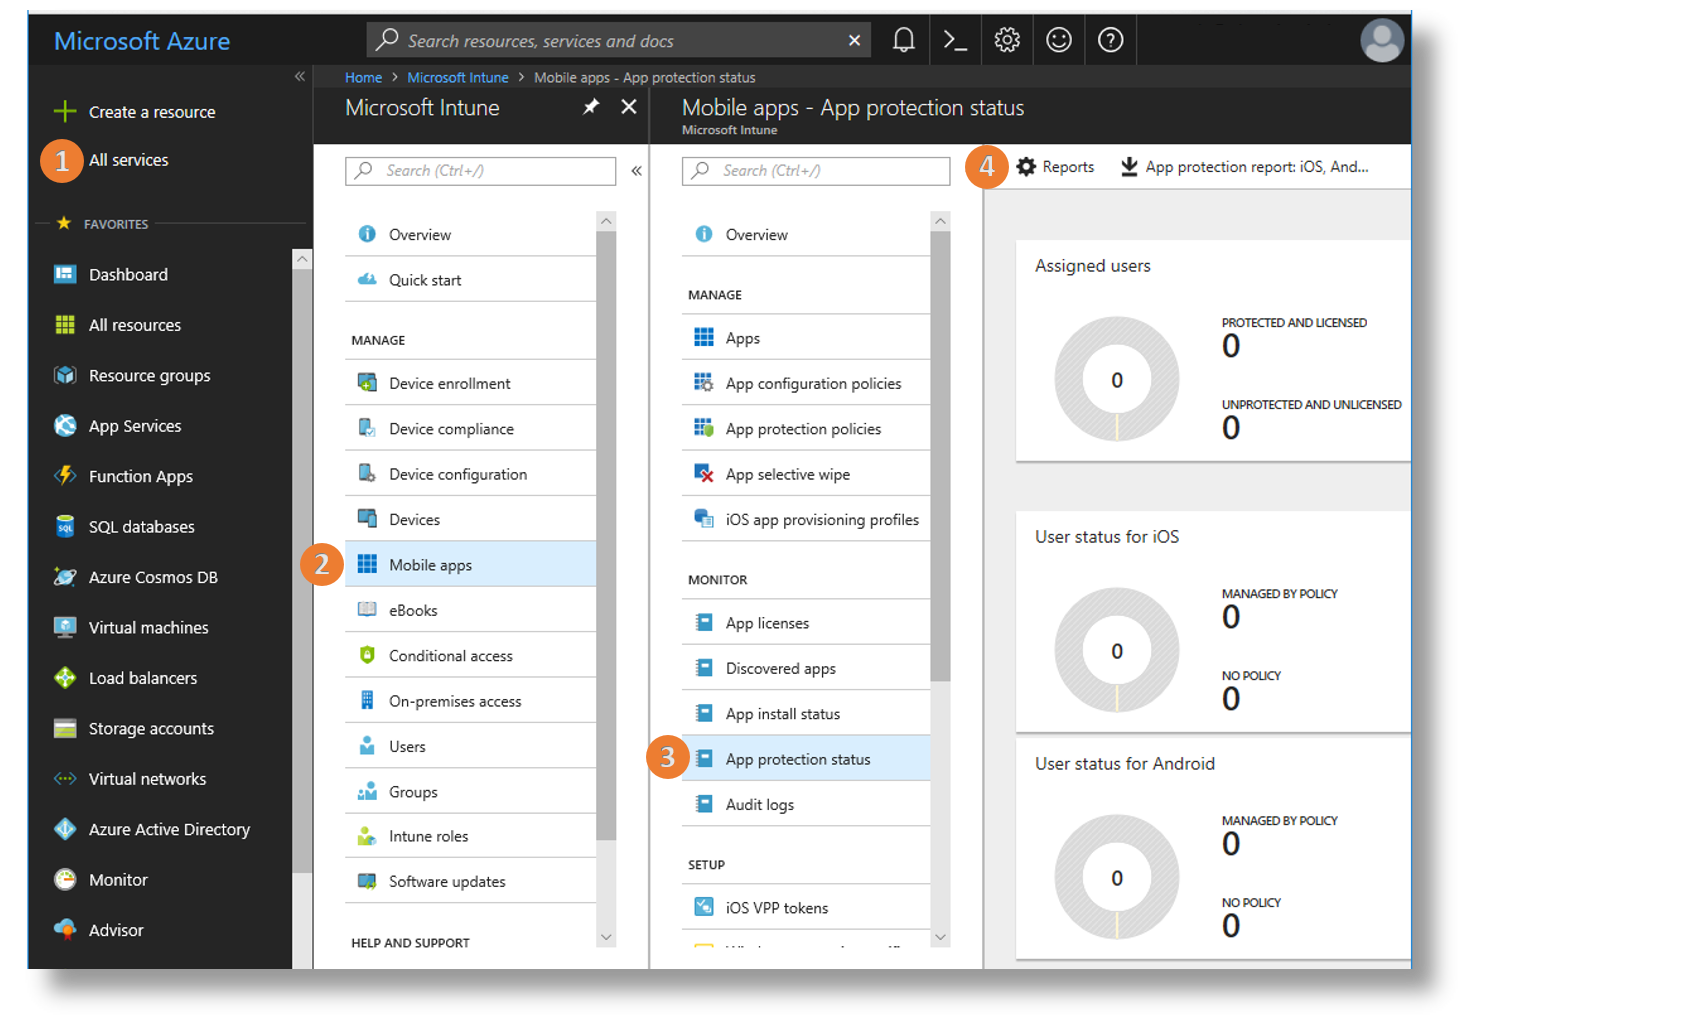 Microsoft Azure
Search resources, services and docs
Home > Microsoft Intune > Mobile apps - App protection status
Create a resource
1
All services
FAVORITES
Dashboard
All resources
Resource groups
App Services
Function Apps
SQL databases
Azure Cosmos DB
Virtual machines
Load balancers
Storage accounts
Virtual networks
Azure Active Directory
Monitor
Advisor
Microsoft Intune
Search (Ctrl+/)
Overview
Quick start
MANAGE
Device enrollment
Device compliance
Device configuration
Devices
2
Mobile apps
eBooks
Conditional access
On-premises access
Users
Groups
Intune roles
Software updates
HELP AND SUPPORT
Mobile apps - App protection status
Microsoft Intune
Search (Ctrl+/)
Overview
MANAGE
Apps
App configuration policies
App protection policies
App selective wipe
iOS app provisioning profiles
MONITOR
App licenses
Discovered apps
App install status
3
App protection status
Audit logs
SETUP
iOS VPP tokens
4
Reports
App protection report: iOS, And...
Assigned users
0
PROTECTED AND LICENSED
0
UNPROTECTED AND UNLICENSED
0
User status for iOS
0
MANAGED BY POLICY
0
NO POLICY
0
User status for Android
0
MANAGED BY POLICY
0
NO POLICY
0